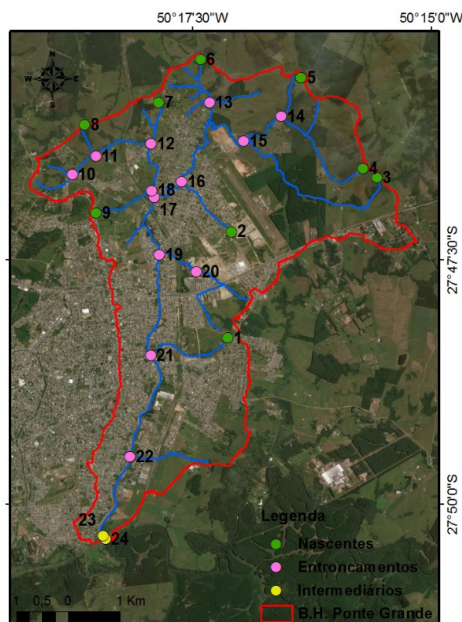 50°17'30"
50°15'0"
N
W
E
S
6
5
7
13
8
14
12
15
11
4
10
16
3
18
9
17
2
19
20
27°47'30"
1
21
22
23
24
27°50'0"
Legenda
Nascentes
Entroncamentos
Intermediários
B.H. Ponte Grande
1 0,5 0 1 Km